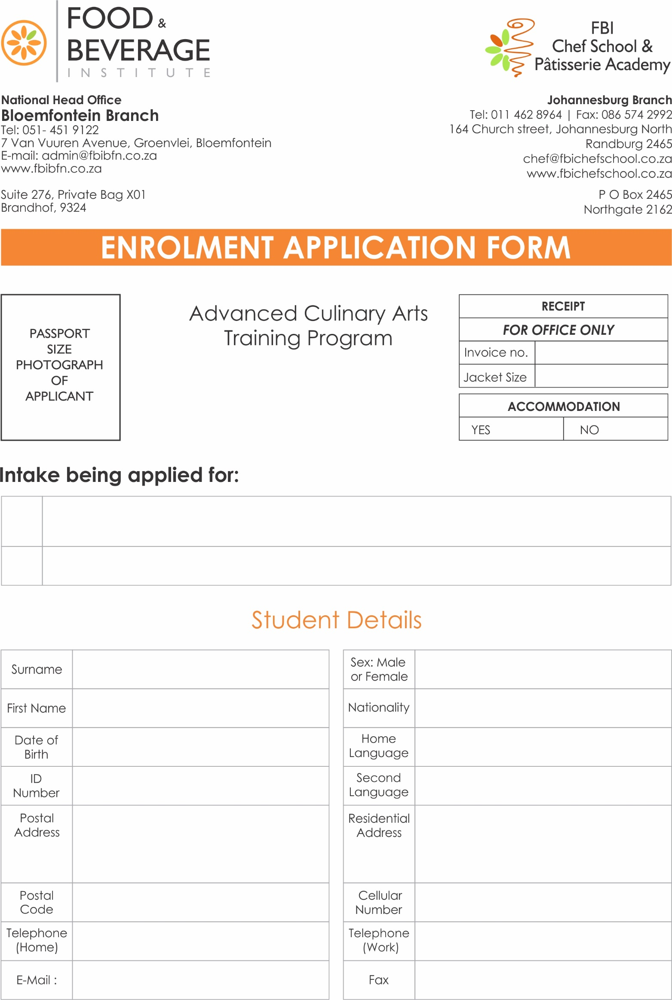 FOOD &
BEVERAGE
INSTITUTE
FBI
Chef School &
Pâtisserie Academy
National Head Office
Bloemfontein Branch
Tel: 051- 451 9122
7 Van Vuuren Avenue, Groenvlei, Bloemfontein
E-mail: admin@fbibfn.co.za
www.fbibfn.co.za
Suite 276, Private Bag X01
Brandhof, 9324
Johannesburg Branch
Tel: 011 462 8964 | Fax: 086 574 2992
164 Church street, Johannesburg North
Randburg 2465
chef@fbichefschool.co.za
www.fbichefschool.co.za
P O Box 2465
Northgate 2162
ENROLMENT APPLICATION FORM
PASSPORT
SIZE
PHOTOGRAPH
OF
APPLICANT
Advanced Culinary Arts
Training Program
RECEIPT
FOR OFFICE ONLY
Invoice no.
Jacket Size
ACCOMMODATION
YES NO
Intake being applied for:
Student Details
Surname
Sex: Male
or Female
First Name
Nationality
Date of
Birth
Home
Language
ID
Number
Second
Language
Postal
Address
Residential
Address
Postal
Code
Cellular
Number
Telephone
(Home)
Telephone
(Work)
E-Mail :
Fax